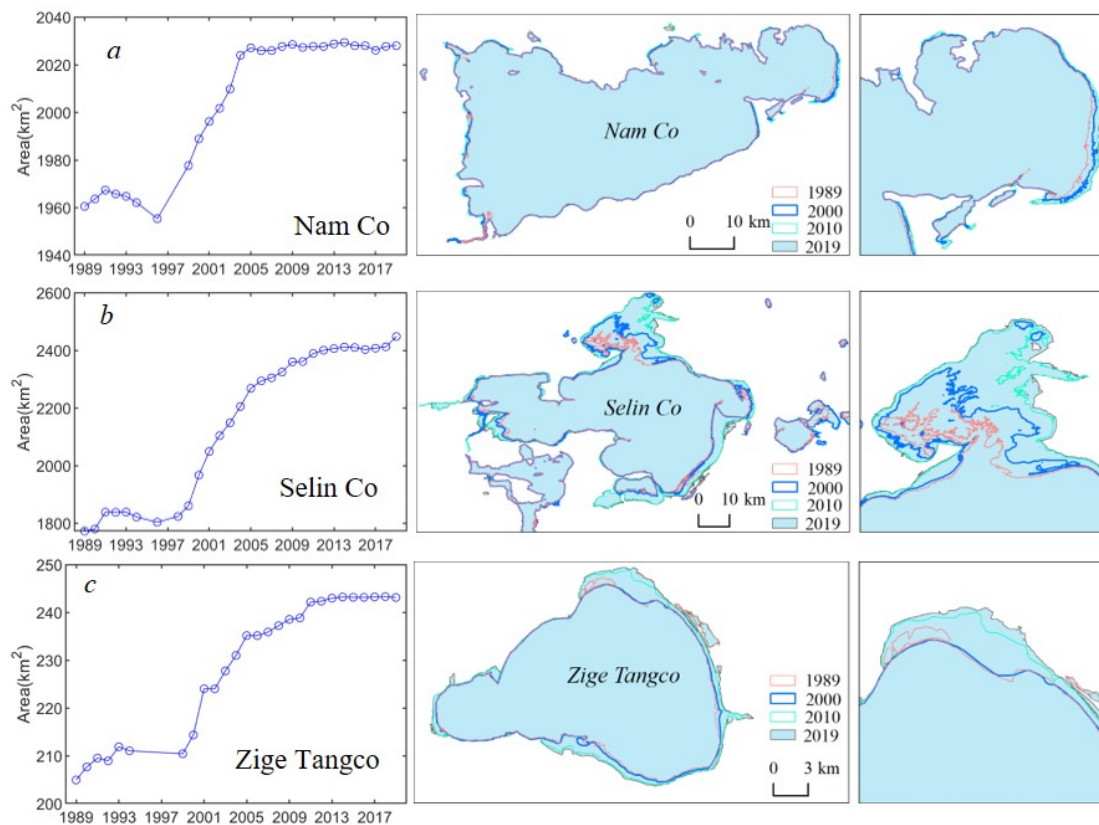 a
Area(km²)
2040
2020
2000
1980
1960
1940
1989 1993 1997 2001 2005 2009 2013 2017
Nam Co
Nam Co
0 10 km
1989
2000
2010
2019
b
Area(km²)
2600
2400
2200
2000
1800
1989 1993 1997 2001 2005 2009 2013 2017
Selin Co
Selin Co
0 10 km
1989
2000
2010
2019
c
Area(km²)
250
240
230
220
210
200
1989 1993 1997 2001 2005 2009 2013 2017
Zige Tangco
Zige Tangco
0 3 km
1989
2000
2010
2019